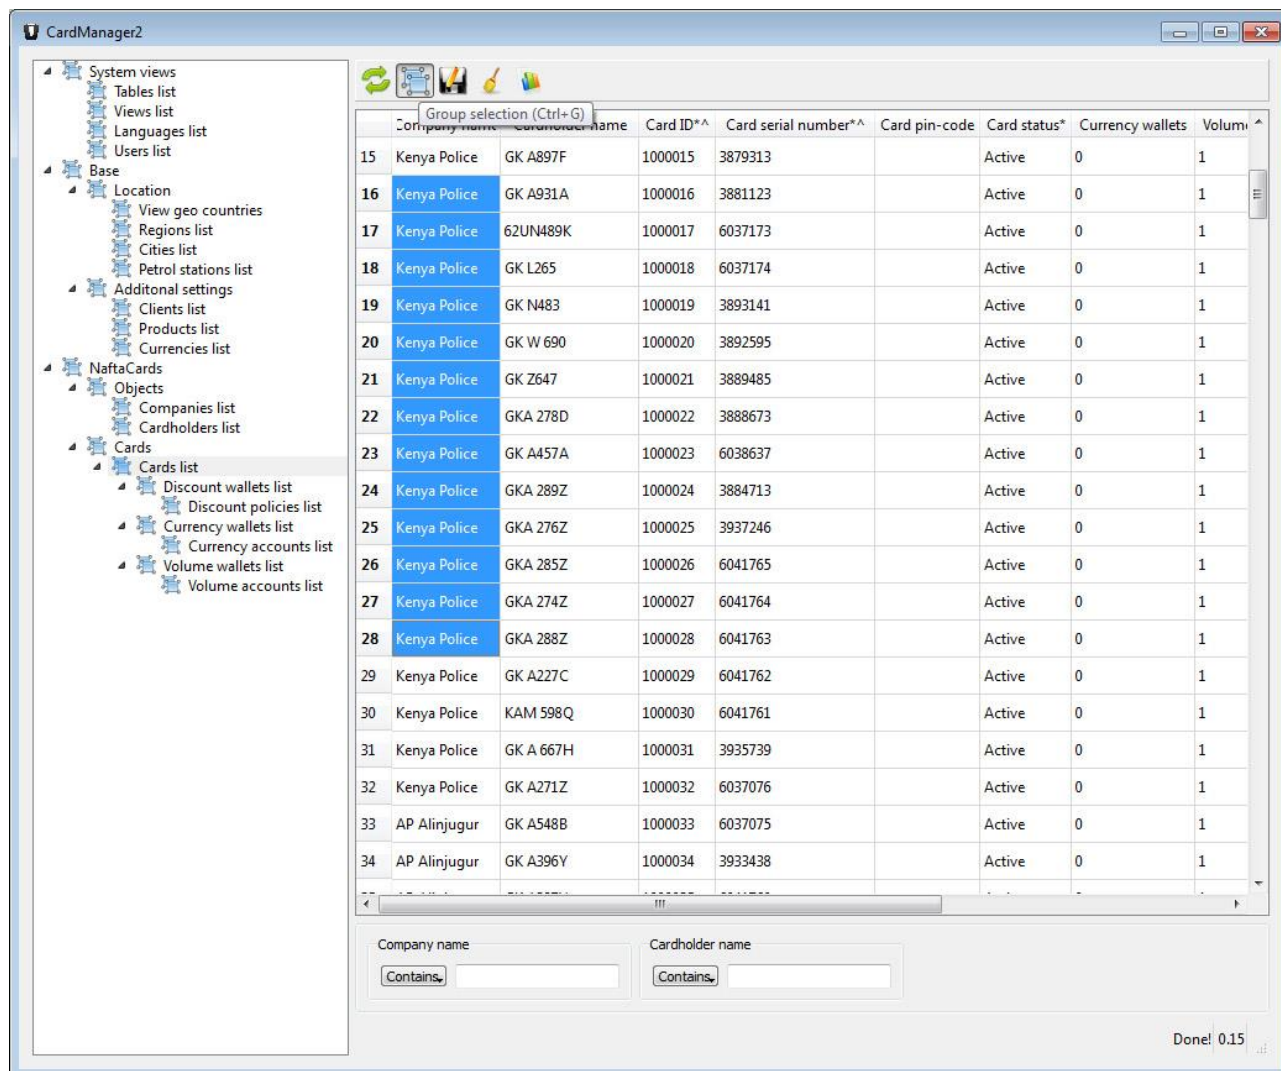 CardManager2
System views
Tables list
Views list
Languages list
Users list
Base
Location
View geo countries
Regions list
Cities list
Petrol stations list
Additonal settings
Clients list
Products list
Currencies list
NaftaCards
Objects
Companies list
Cardholders list
Cards
Cards list
Discount wallets list
Discount policies list
Currency wallets list
Currency accounts list
Volume wallets list
Volume accounts list
Group selection (Ctrl+G)
Company name Cardholder name Card ID*^ Card serial number*^ Card pin-code Card status* Currency wallets Volum
15 Kenya Police GK A897F 1000015 3879313 Active 0 1
16 Kenya Police GK A931A 1000016 3881123 Active 0 1
17 Kenya Police 62UN489K 1000017 6037173 Active 0 1
18 Kenya Police GK L265 1000018 6037174 Active 0 1
19 Kenya Police GK N483 1000019 3893141 Active 0 1
20 Kenya Police GK W 690 1000020 3892595 Active 0 1
21 Kenya Police GK Z647 1000021 3889485 Active 0 1
22 Kenya Police GKA 278D 1000022 3888673 Active 0 1
23 Kenya Police GK A457A 1000023 6038637 Active 0 1
24 Kenya Police GKA 289Z 1000024 3884713 Active 0 1
25 Kenya Police GKA 276Z 1000025 3937246 Active 0 1
26 Kenya Police GKA 285Z 1000026 6041765 Active 0 1
27 Kenya Police GKA 274Z 1000027 6041764 Active 0 1
28 Kenya Police GKA 288Z 1000028 6041763 Active 0 1
29 Kenya Police GK A227C 1000029 6041762 Active 0 1
30 Kenya Police KAM 598Q 1000030 6041761 Active 0 1
31 Kenya Police GK A 667H 1000031 3935739 Active 0 1
32 Kenya Police GK A271Z 1000032 6037076 Active 0 1
33 AP Alinjugur GK A548B 1000033 6037075 Active 0 1
34 AP Alinjugur GK A396Y 1000034 3933438 Active 0 1
Company name Cardholder name
Contains Contains
Done! 0.15